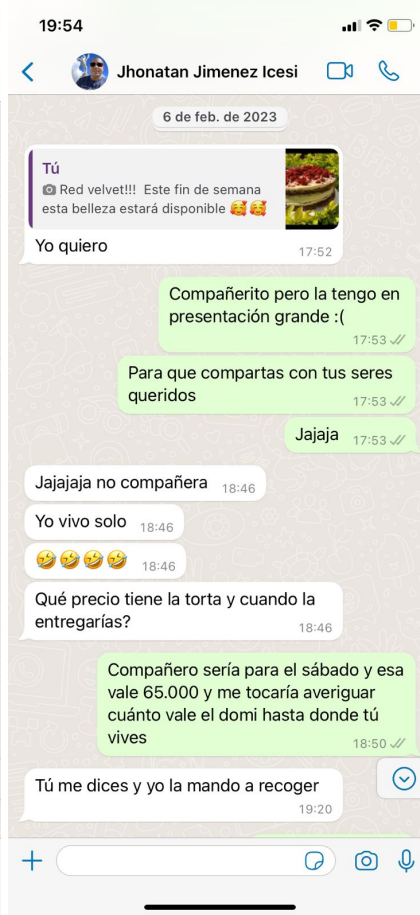 19:54
Jhonatan Jimenez Icesi
6 de feb. de 2023
Tú
Red velvet!!! Este fin de semana
esta belleza estará disponible 🥰🥰
Yo quiero
17:52
Compañerito pero la tengo en
presentación grande :(
17:53
Para que compartas con tus seres
queridos
17:53
Jajaja 17:53
Jajajaja no compañera 18:46
Yo vivo solo 18:46
🤣🤣🤣🤣 18:46
Qué precio tiene la torta y cuando la
entregarías?
18:46
Compañero sería para el sábado y esa
vale 65.000 y me tocaría averiguar
cuánto vale el domi hasta donde tú
vives
18:50
Tú me dices y yo la mando a recoger
19:20